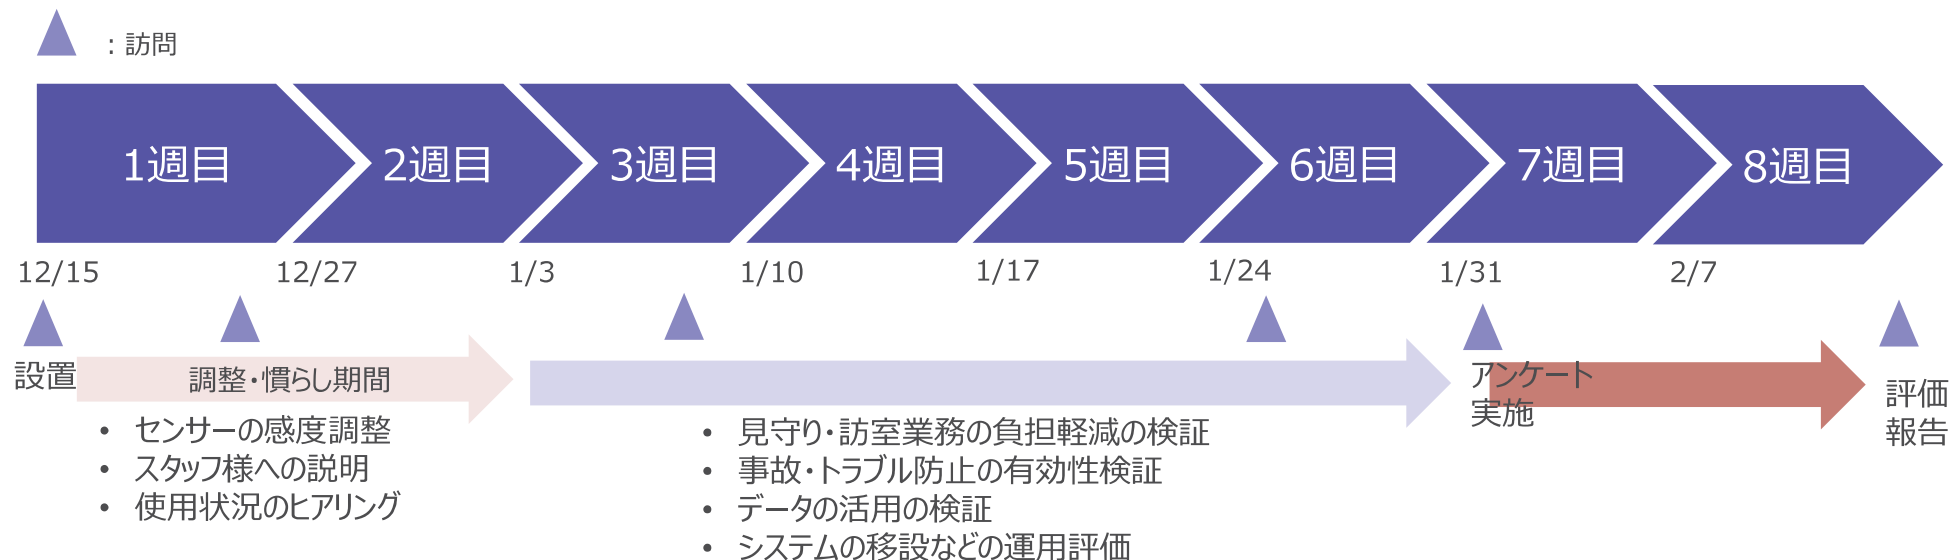 ：訪問
1週目
2週目
3週目
4週目
5週目
6週目
7週目
8週目
12/15
12/27
1/3
1/10
1/17
1/24
1/31
2/7
設置
調整・慣らし期間
アンケート
実施
評価
報告
• センサーの感度調整
• スタッフ様への説明
• 使用状況のヒアリング
• 見守り・訪室業務の負担軽減の検証
• 事故・トラブル防止の有効性検証
• データの活用の検証
• システムの移設などの運用評価